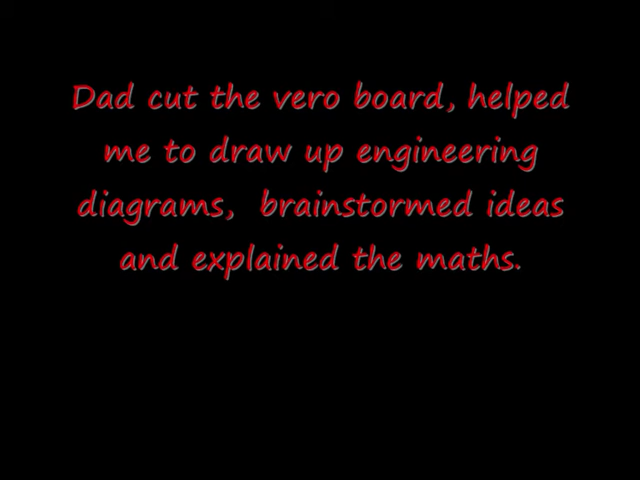 Dad cut the vero board, helped
me to draw up engineering
diagrams,  brainstormed ideas
and explained the maths.